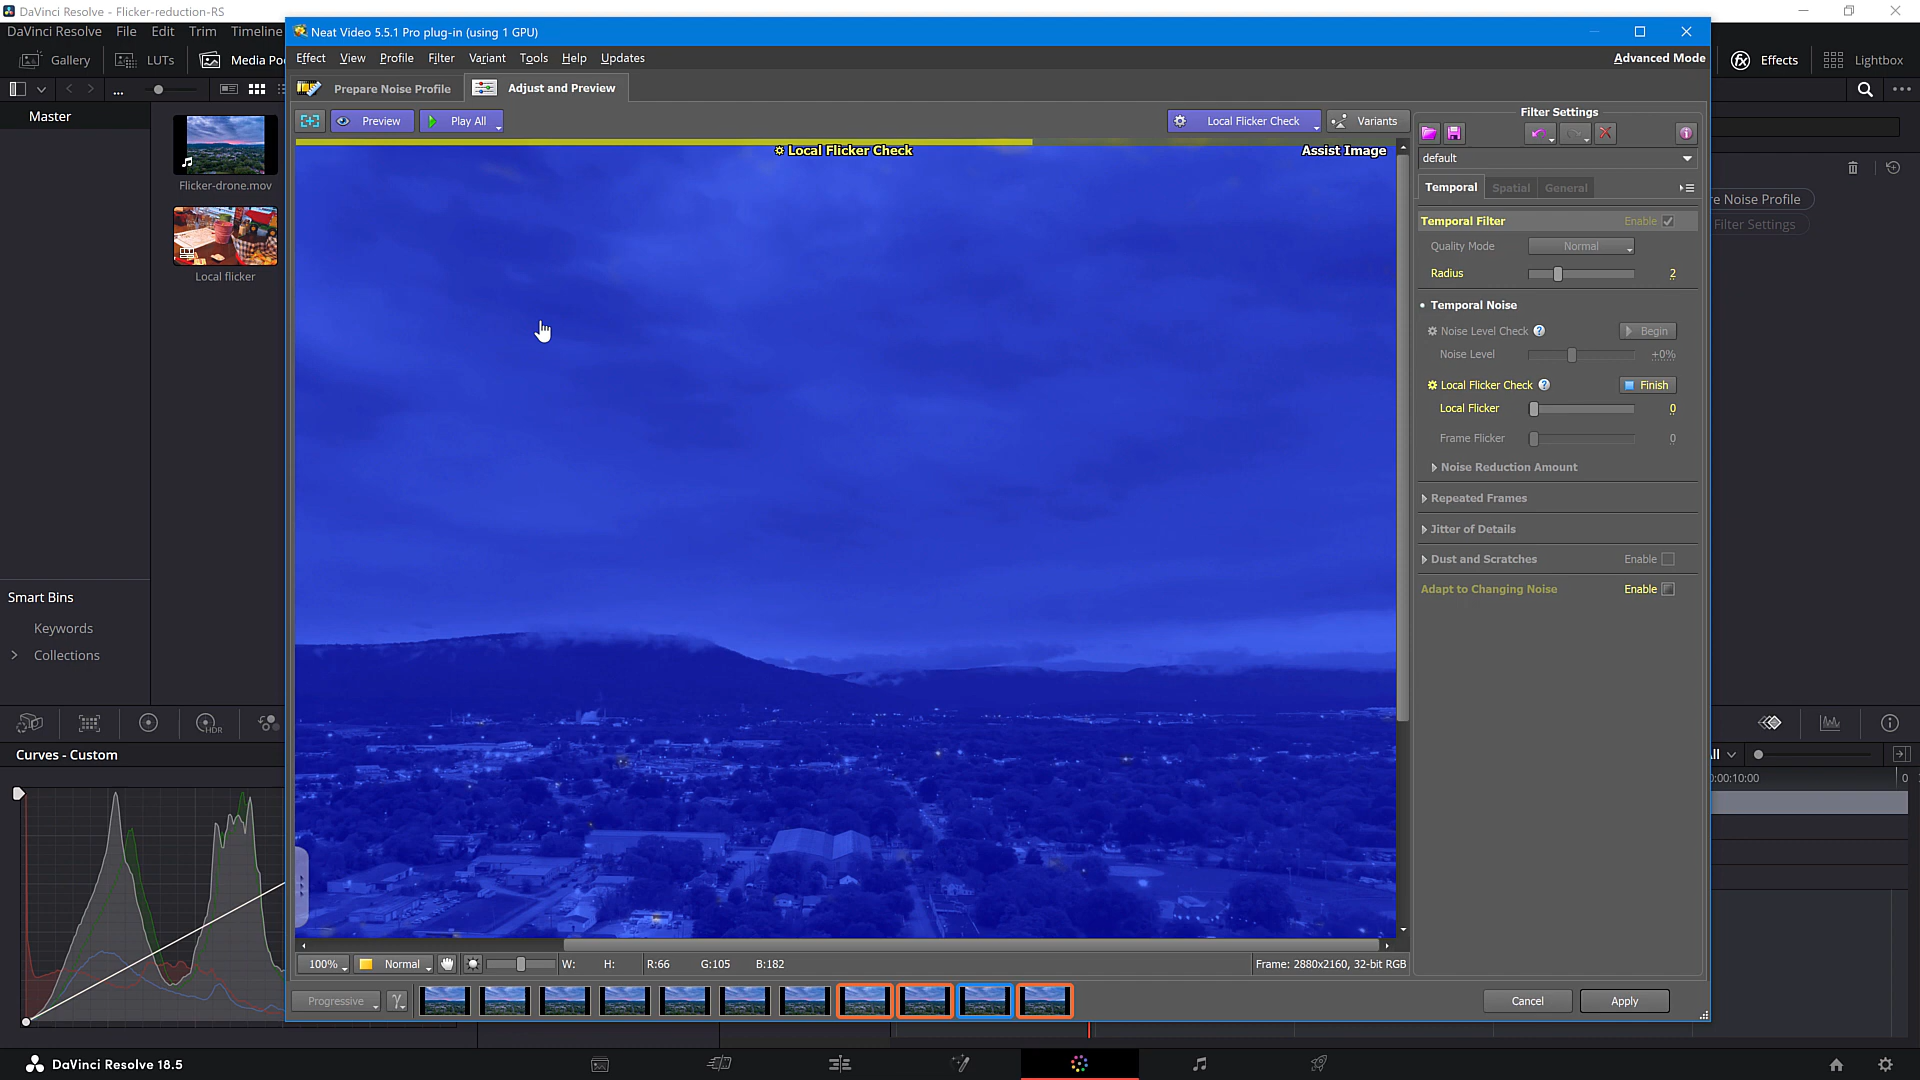 DaVinci Resolve - Flicker-reduction-RS
DaVinci Resolve File Edit Trim Timeline
Gallery LUTs Media Po
Effects Lightbox
Neat Video 5.5.1 Pro plug-in (using 1 GPU)
Effect View Profile Filter Variant Tools Help Updates
Advanced Mode
Prepare Noise Profile
Adjust and Preview
Preview
Play All
Local Flicker Check
Variants
Local Flicker Check
Assist Image
Master
Flicker-drone.mov
Local flicker
Smart Bins
Keywords
Collections
HDR
Curves - Custom
Filter Settings
default
Temporal Spatial General
Temporal Filter Enable
Quality Mode Normal
Radius 2
Temporal Noise
Noise Level Check Begin
Noise Level +0%
Local Flicker Check Finish
Local Flicker 0
Frame Flicker 0
Noise Reduction Amount
Repeated Frames
Jitter of Details
Dust and Scratches Enable
Adapt to Changing Noise Enable
e Noise Profile
Filter Settings
ll
0:00:10:00 0
100% Normal W: H: R:66 G:105 B:182
Frame: 2880x2160, 32-bit RGB
Progressive
Cancel Apply
DaVinci Resolve 18.5